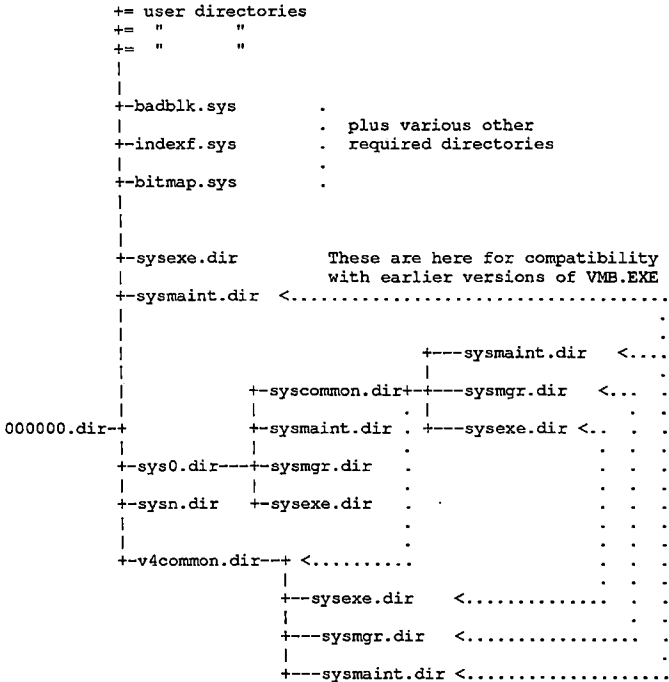 += user directories
+= " "
+= " "
|
|
+-badblk.sys .
| . plus various other
+-indexf.sys . required directories
| .
+-bitmap.sys .
|
|
|
+-sysexe.dir These are here for compatibility
| with earlier versions of VMB.EXE
+-sysmaint.dir <.....................................
| .
| .
| +---sysmaint.dir <....
| | .
| +-syscommon.dir+-+---sysmgr.dir <... .
| | . | . .
000000.dir-+ +-sysmaint.dir . +---sysexe.dir <.. . .
| | . . . .
+-sys0.dir---+-sysmgr.dir . . . .
| | . . . .
+-sysn.dir +-sysexe.dir . . . .
| . . . .
| . . . .
+-v4common.dir--+ <.......... . . .
| . . .
+--sysexe.dir <............... . .
| . .
+---sysmgr.dir <.................. .
| .
+---sysmaint.dir <.....................